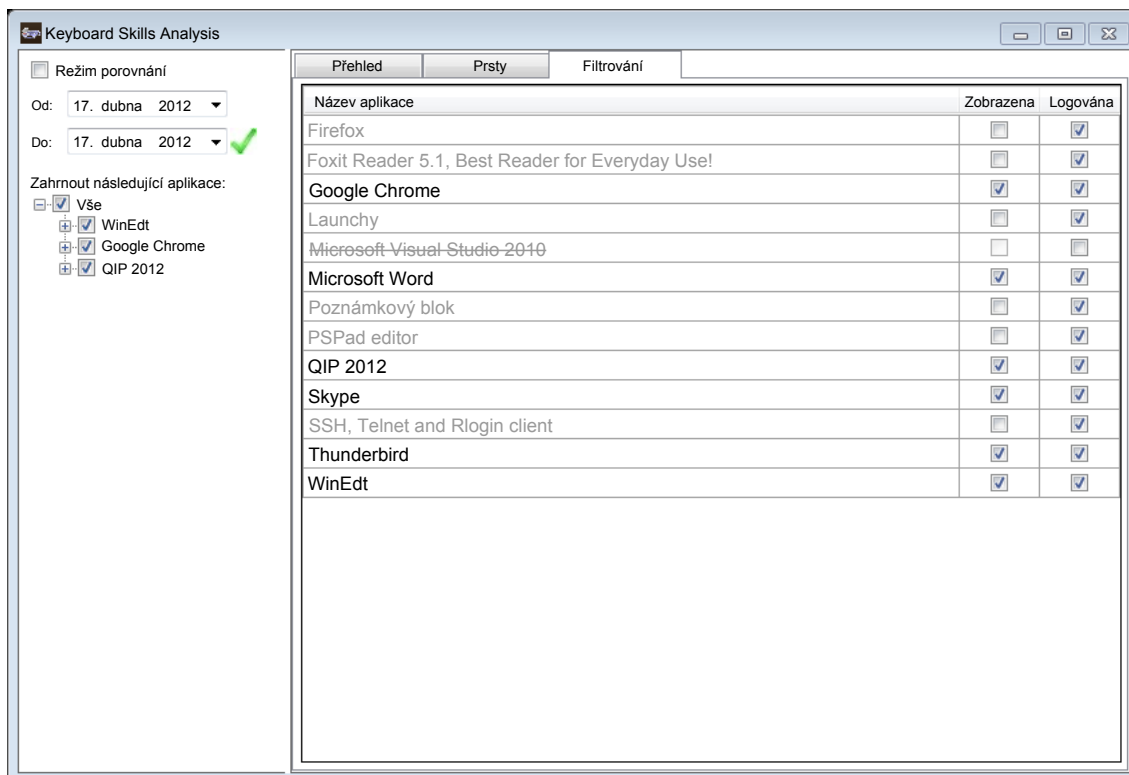 Keyboard Skills Analysis
Režim porovnání
Od: 17. dubna 2012
Do: 17. dubna 2012
Zahrnout následující aplikace:
Vše
WinEdt
Google Chrome
QIP 2012
Přehled Prsty Filtrování
Název aplikace Zobrazena Logována
Firefox
Foxit Reader 5.1, Best Reader for Everyday Use!
Google Chrome
Launchy
Microsoft Visual Studio 2010
Microsoft Word
Poznámkový blok
PSPad editor
QIP 2012
Skype
SSH, Telnet and Rlogin client
Thunderbird
WinEdt